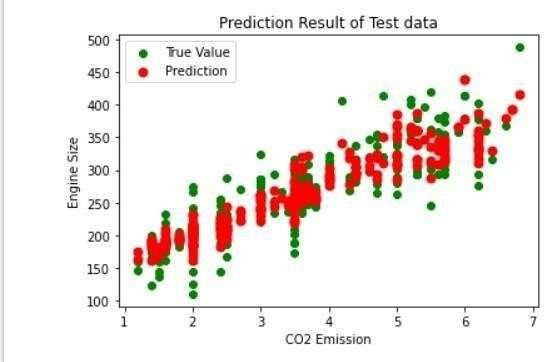 Prediction Result of Test data
True Value
Prediction
500
450
400
350
300
250
200
150
100
Engine Size
1 2 3 4 5 6 7
CO2 Emission